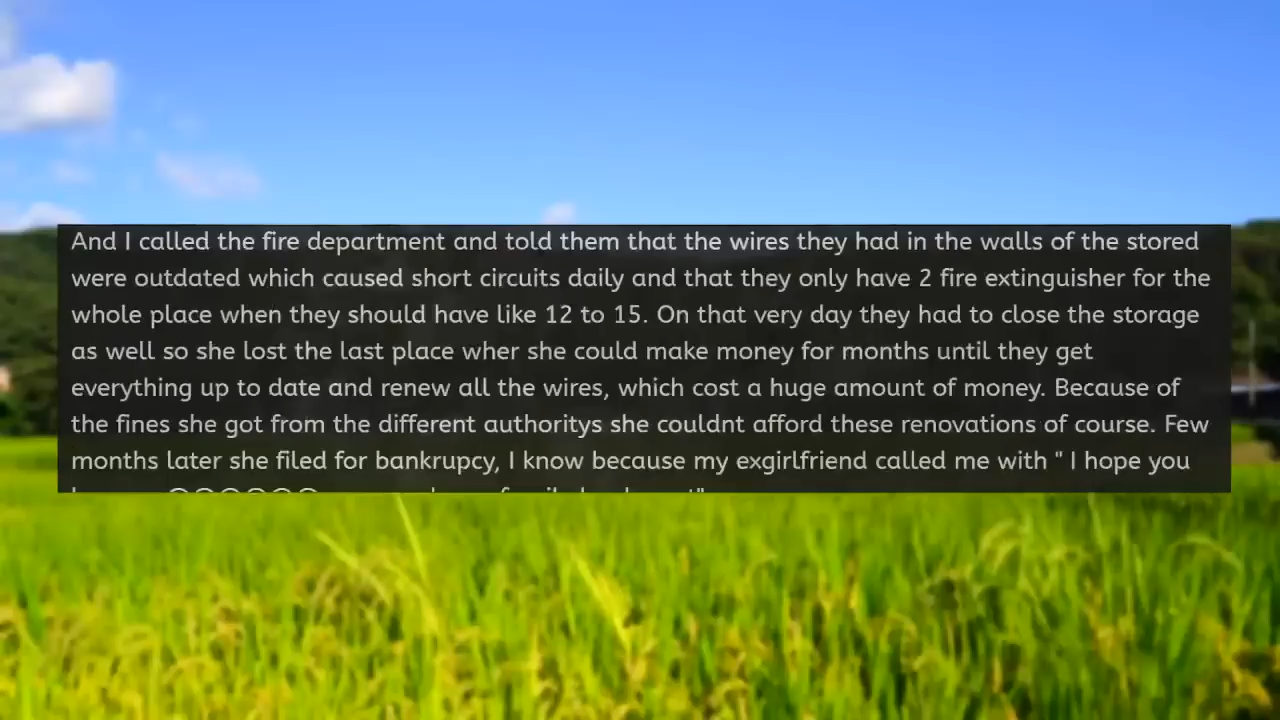 And I called the fire department and told them that the wires they had in the walls of the stored
were outdated which caused short circuits daily and that they only have 2 fire extinguisher for the
whole place when they should have like 12 to 15. On that very day they had to close the storage
as well so she lost the last place wher she could make money for months until they get
everything up to date and renew all the wires, which cost a huge amount of money. Because of
the fines she got from the different authoritys she couldnt afford these renovations of course. Few
months later she filed for bankrupcy, I know because my exgirlfriend called me with " I hope you